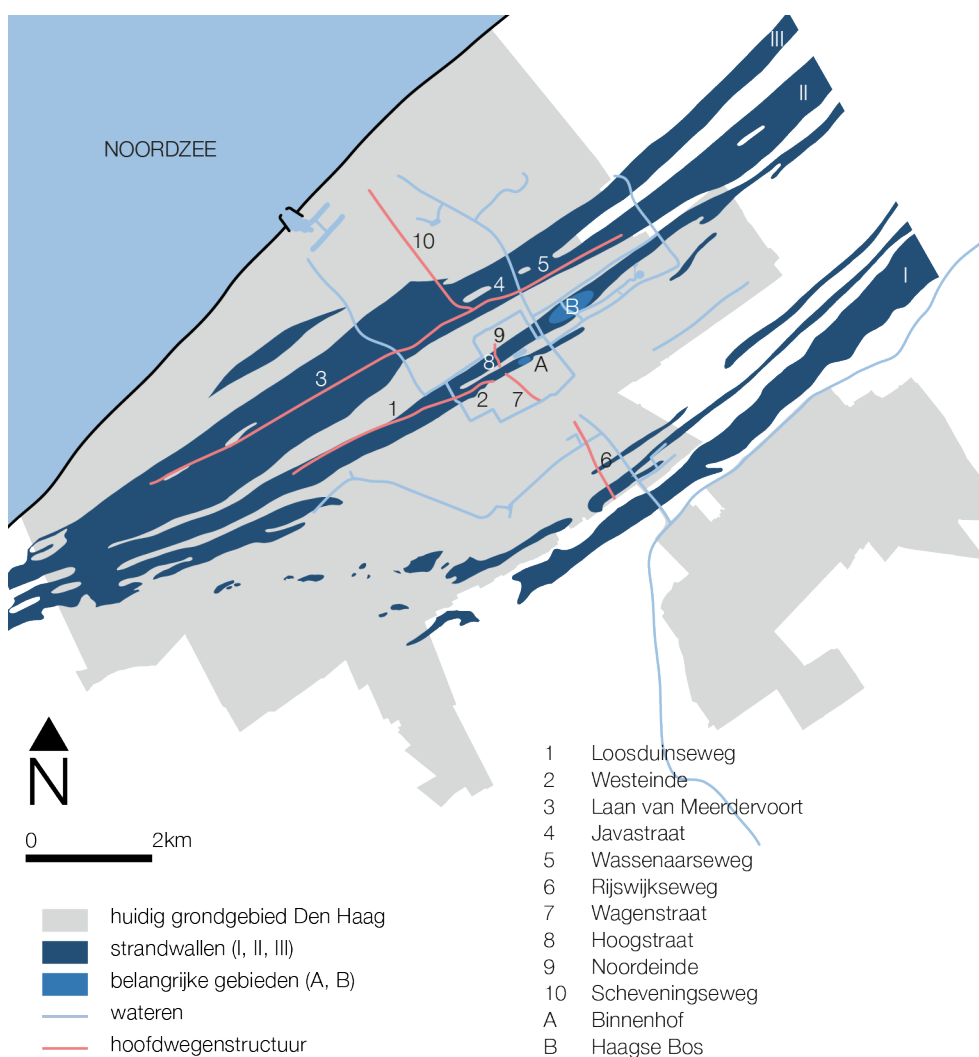 III
II
NOORDZEE
10
5
I
4
B
9
8
A
3
2
7
1
6
N
0 2km
huidig grondgebied Den Haag
strandwallen (I, II, III)
belangrijke gebieden (A, B)
wateren
hoofdwegenstructuur
1 Loosduinseweg
2 Westeinde
3 Laan van Meerdervoort
4 Javastraat
5 Wassenaarseweg
6 Rijswijkseweg
7 Wagenstraat
8 Hoogstraat
9 Noordeinde
10 Scheveningseweg
A Binnenhof
B Haagse Bos